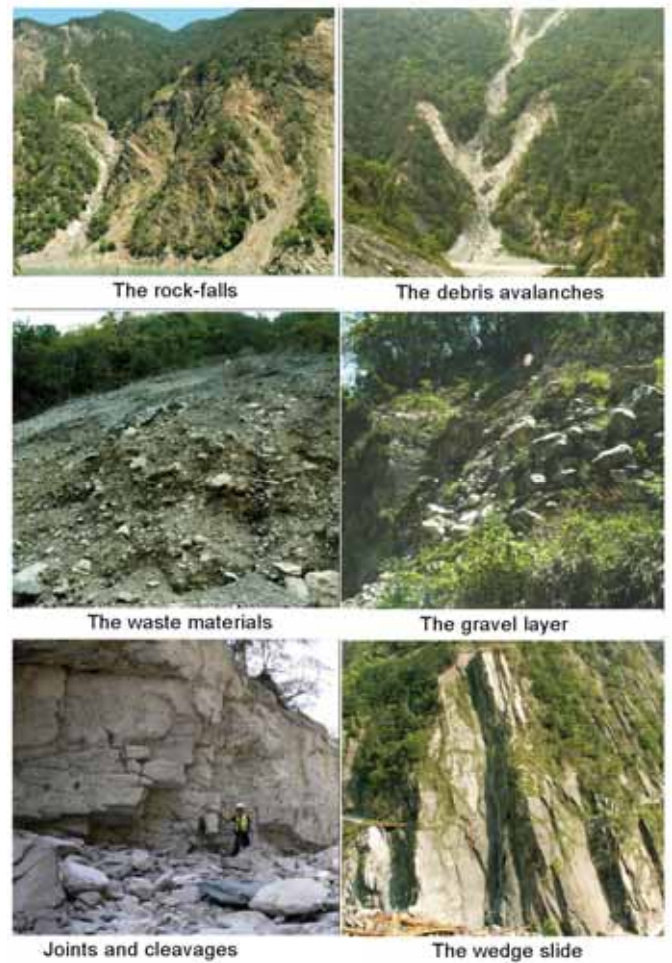 The rock-falls
The debris avalanches
The waste materials
The gravel layer
Joints and cleavages
The wedge slide